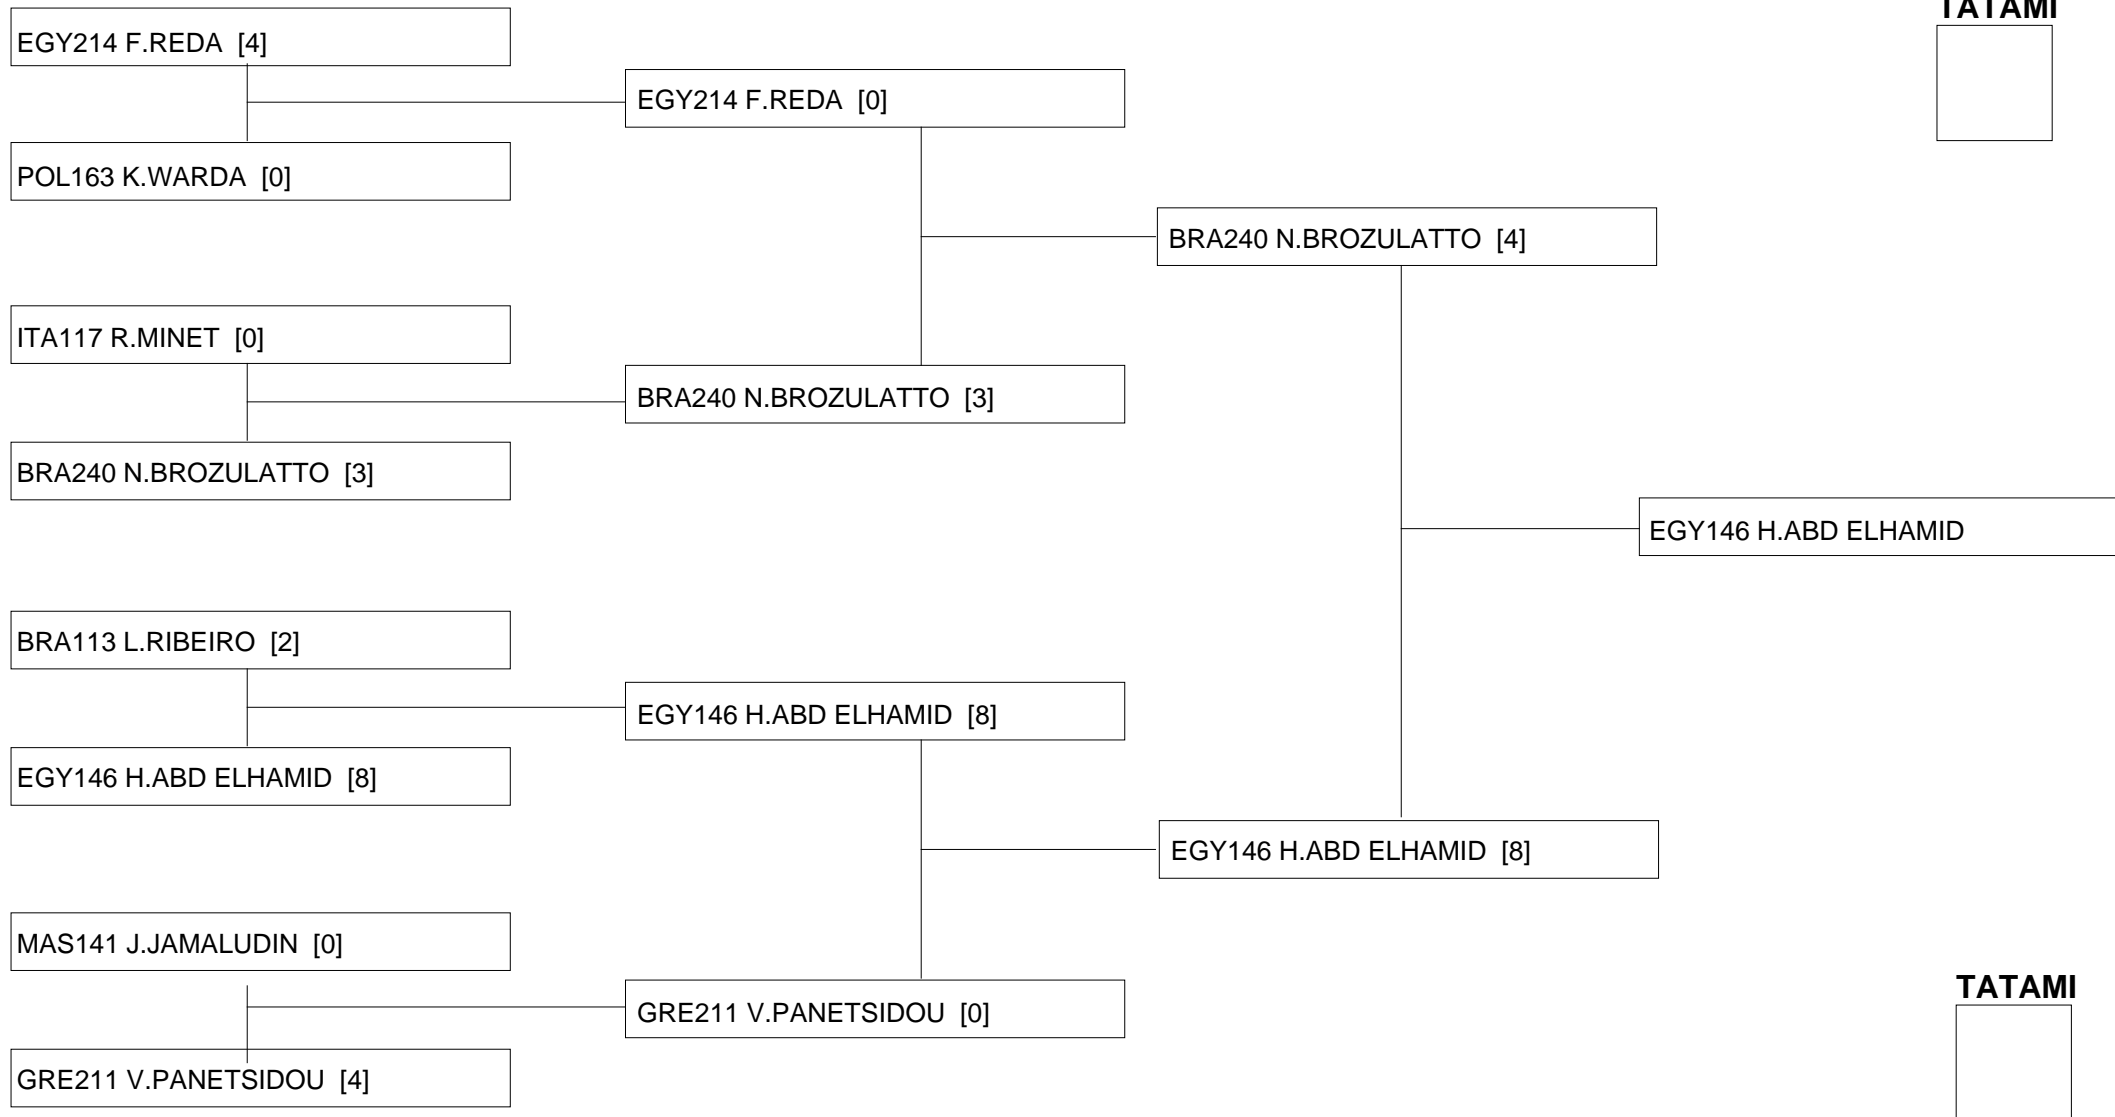 TATAMI
EGY214 F.REDA [4]
POL163 K.WARDA [0]
ITA117 R.MINET [0]
BRA240 N.BROZULATTO [3]
BRA113 L.RIBEIRO [2]
EGY146 H.ABD ELHAMID [8]
MAS141 J.JAMALUDIN [0]
GRE211 V.PANETSIDOU [4]
EGY214 F.REDA [0]
BRA240 N.BROZULATTO [3]
EGY146 H.ABD ELHAMID [8]
GRE211 V.PANETSIDOU [0]
BRA240 N.BROZULATTO [4]
EGY146 H.ABD ELHAMID [8]
EGY146 H.ABD ELHAMID
TATAMI